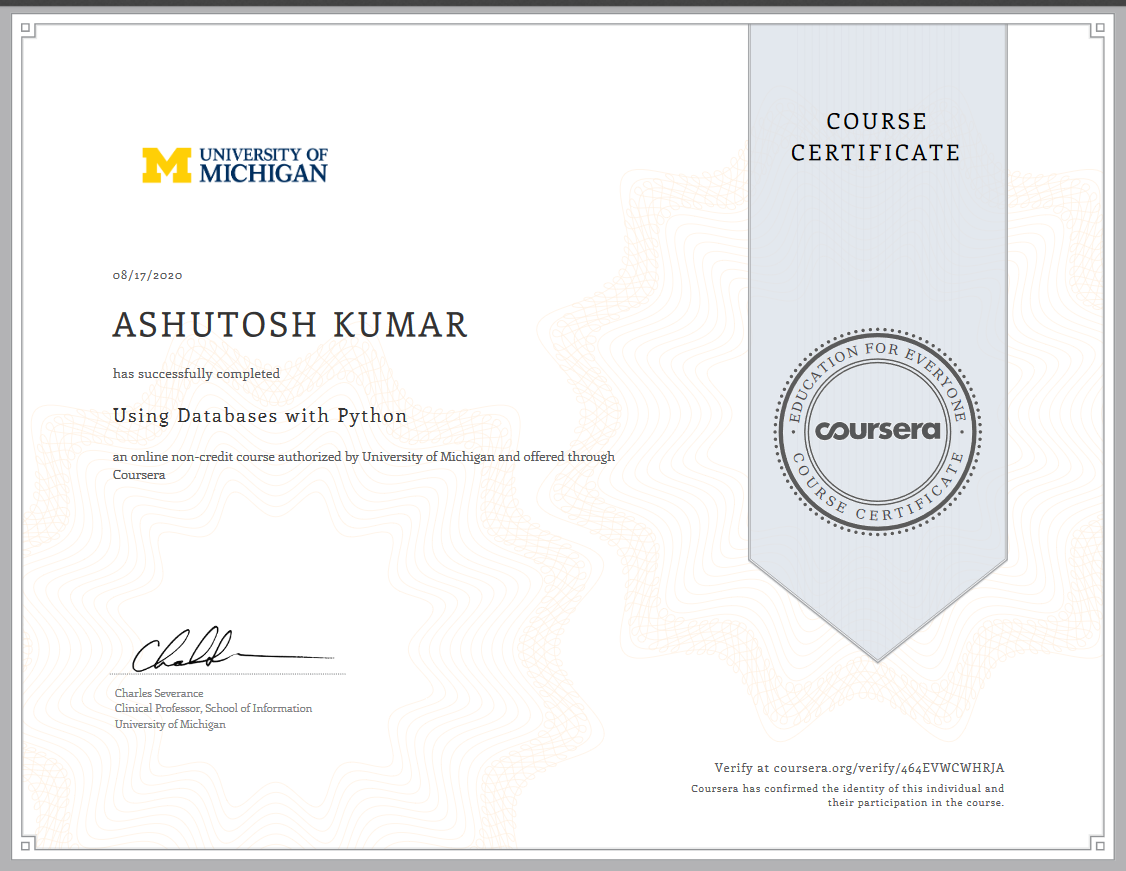 COURSE
CERTIFICATE
UNIVERSITY OF
MICHIGAN
08/17/2020
ASHUTOSH KUMAR
has successfully completed
Using Databases with Python
an online non-credit course authorized by University of Michigan and offered through
Coursera
EDUCATION FOR EVERYONE
coursera
COURSE CERTIFICATE
Charles Severance
Clinical Professor, School of Information
University of Michigan
Verify at coursera.org/verify/464EVWCWHRJA
Coursera has confirmed the identity of this individual and
their participation in the course.